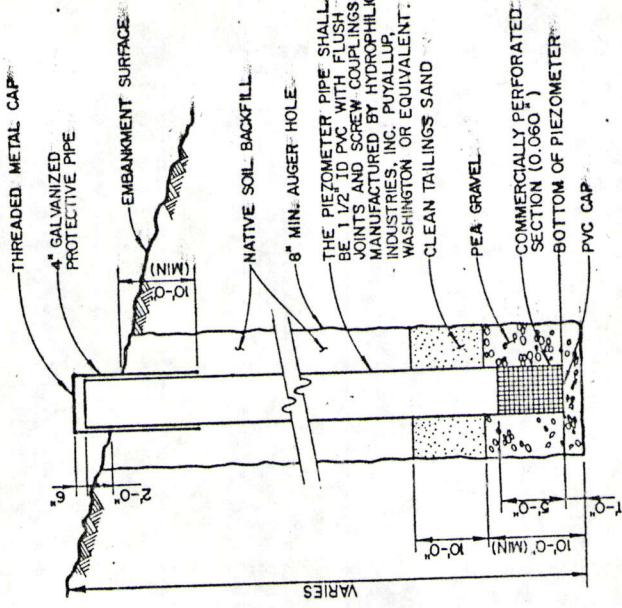 THREADED METAL CAP
4" GALVANIZED
PROTECTIVE PIPE
EMBANKMENT SURFACE
10'-0"
(MIN)
NATIVE SOIL BACKFILL
8" MIN. AUGER HOLE
THE PIEZOMETER PIPE SHALL
BE 1 1/2" ID PVC WITH FLUSH
JOINTS AND SCREW COUPLINGS
MANUFACTURED BY HYDROPHILIC
INDUSTRIES, INC. PUYALLUP,
WASHINGTON OR EQUIVALENT.
CLEAN TAILINGS SAND
PEA GRAVEL
COMMERCIALLY PERFORATED
SECTION (0.060")
BOTTOM OF PIEZOMETER
PVC CAP
6"
2'-0"
10'-0"
10'-0" (MIN)
5'-0"
1'-0"
VARIES